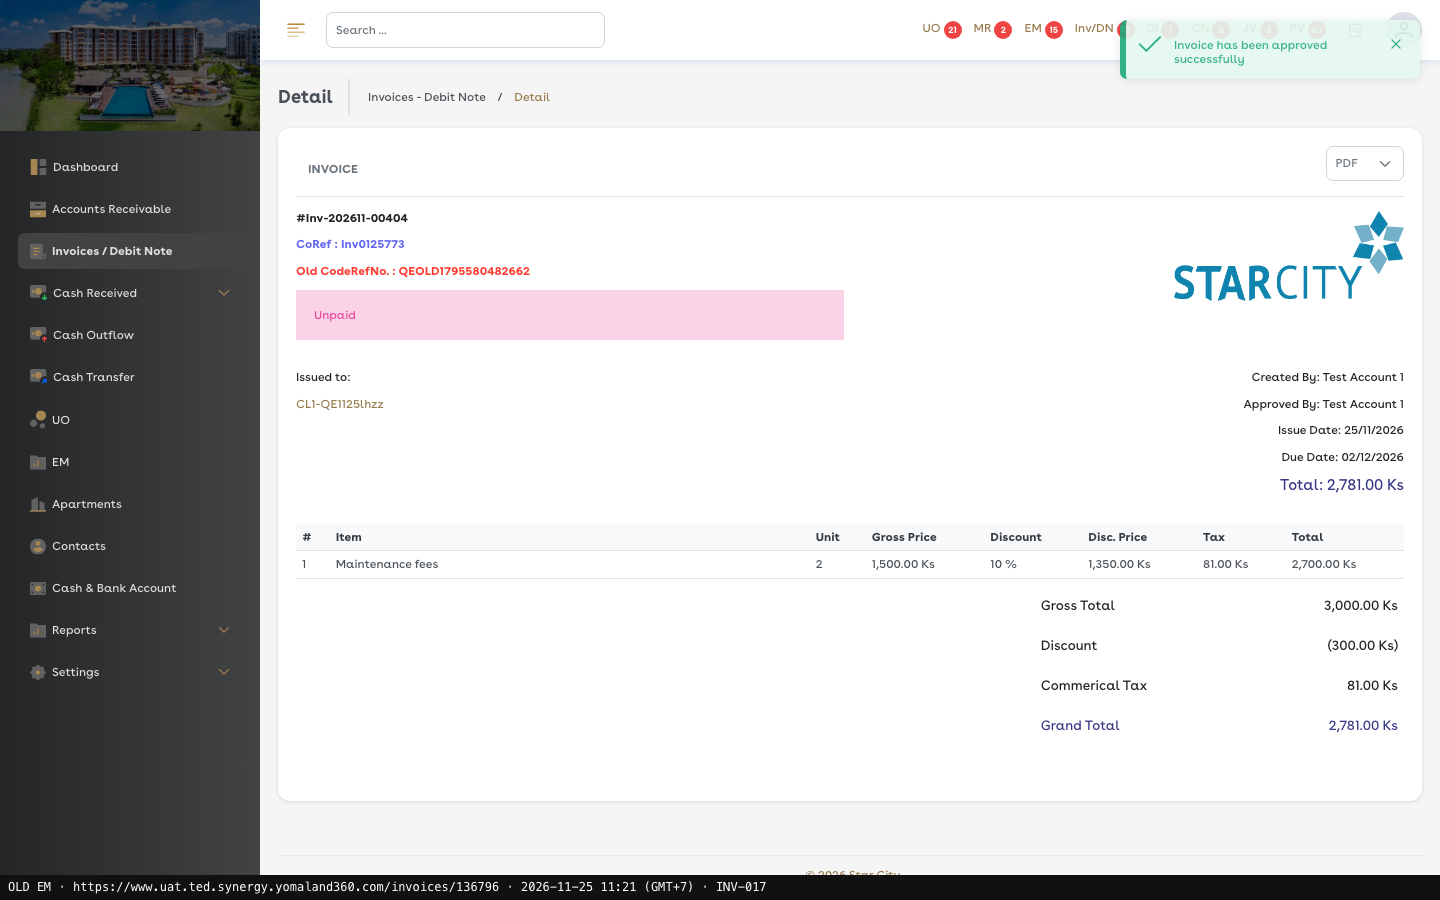 Search ...
UO 21 MR 2 EM 15 Inv/DN
Invoice has been approved
successfully
Detail
Invoices - Debit Note / Detail
Dashboard
Accounts Receivable
Invoices / Debit Note
Cash Received
Cash Outflow
Cash Transfer
UO
EM
Apartments
Contacts
Cash & Bank Account
Reports
Settings
INVOICE
PDF
#Inv-202611-00404
CoRef : Inv0125773
Old CodeRefNo. : QEOLD1795580482662
Unpaid
STARCITY
Issued to:
CL1-QE1125lhzz
Created By: Test Account 1
Approved By: Test Account 1
Issue Date: 25/11/2026
Due Date: 02/12/2026
Total: 2,781.00 Ks
# Item Unit Gross Price Discount Disc. Price Tax Total
1 Maintenance fees 2 1,500.00 Ks 10 % 1,350.00 Ks 81.00 Ks 2,700.00 Ks
Gross Total 3,000.00 Ks
Discount (300.00 Ks)
Commerical Tax 81.00 Ks
Grand Total 2,781.00 Ks
© 2026 Star City
OLD EM · https://www.uat.ted.synergy.yomaland360.com/invoices/136796 · 2026-11-25 11:21 (GMT+7) · INV-017